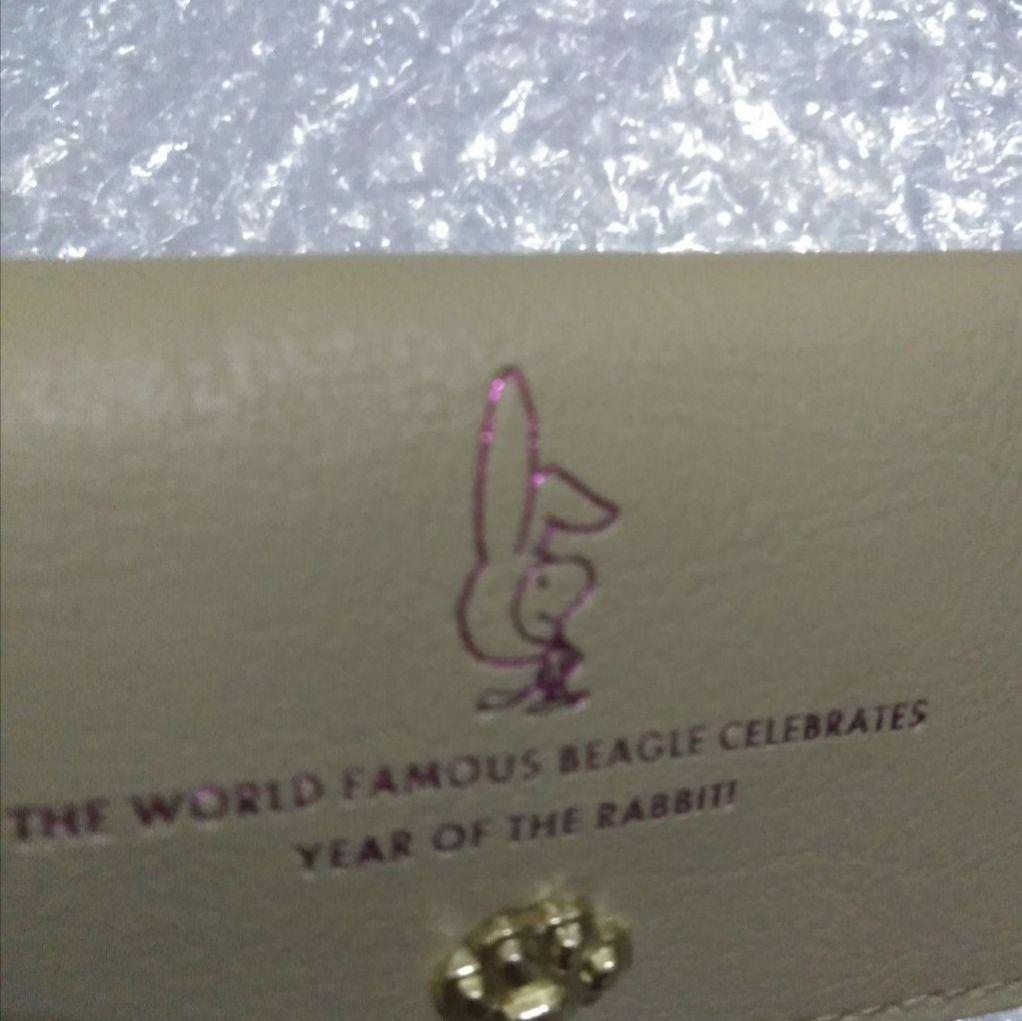 THE WORLD FAMOUS BEAGLE CELEBRATES
YEAR OF THE RABBIT!